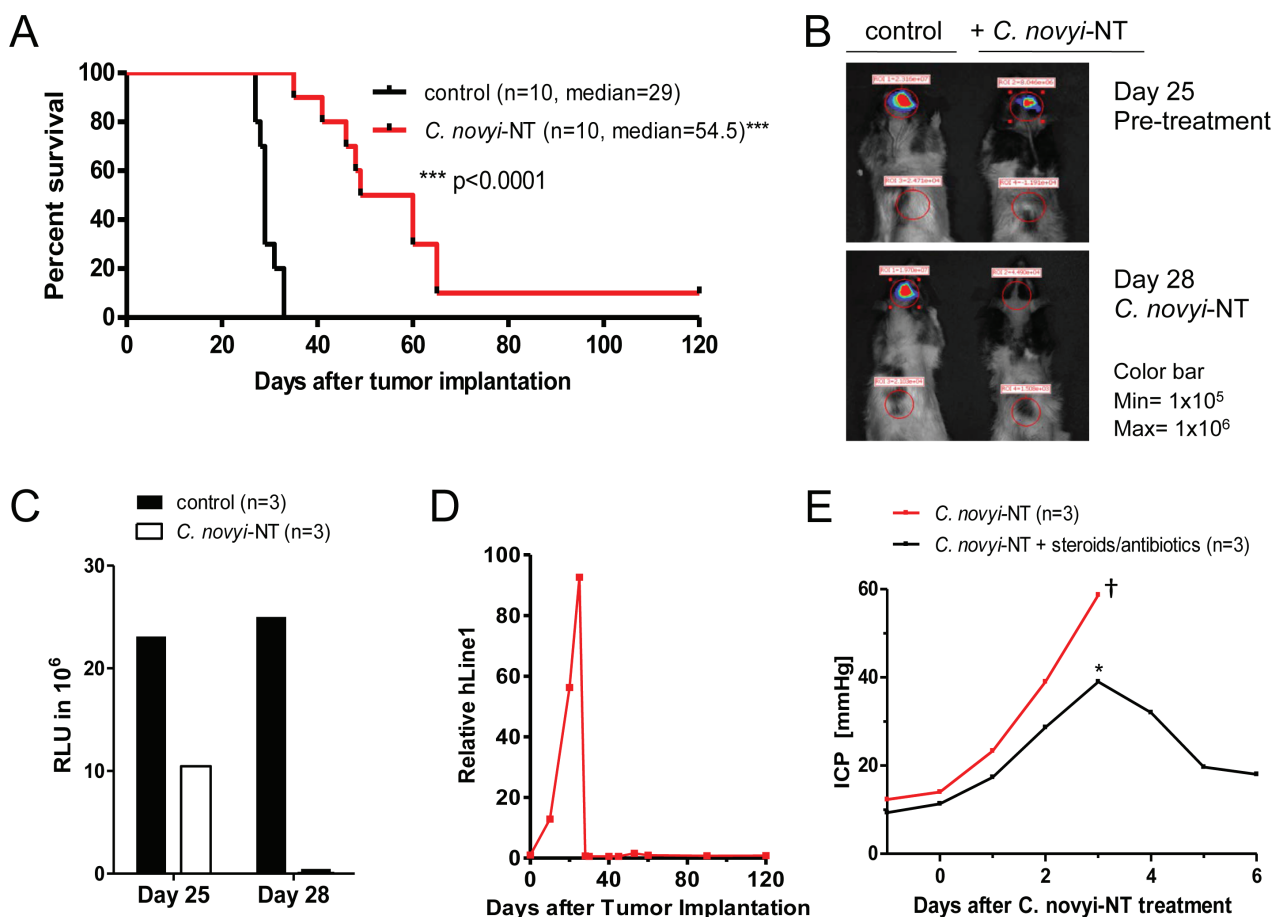 A
100
80
60
40
20
0
Percent survival
control (n=10, median=29)
C. novyi-NT (n=10, median=54.5)***
*** p<0.0001
0 20 40 60 80 100 120
Days after tumor implantation
B
control + C. novyi-NT
Day 25
Pre-treatment
Day 28
C. novyi-NT
Color bar
Min= 1x10⁵
Max= 1x10⁶
C
control (n=3)
C. novyi-NT (n=3)
30
20
10
0
RLU in 10⁶
Day 25 Day 28
D
100
80
60
40
20
0
Relative hLine1
0 40 80 120
Days after Tumor Implantation
E
C. novyi-NT (n=3)
C. novyi-NT + steroids/antibiotics (n=3)
60
40
20
0
ICP [mmHg]
†
*
0 2 4 6
Days after C. novyi-NT treatment